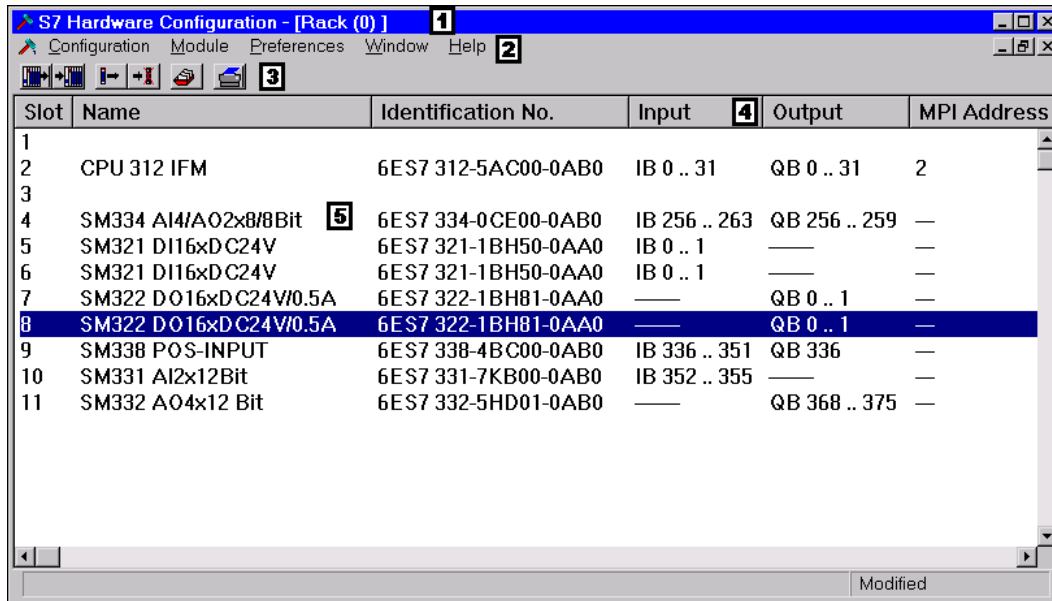 S7 Hardware Configuration - [Rack (0) ] 1
Configuration Module Preferences Window Help 2
3
Slot Name Identification No. Input 4 Output MPI Address
1
2 CPU 312 IFM 6ES7 312-5AC00-0AB0 IB 0 .. 31 QB 0 .. 31 2
3
4 SM334 AI4/AO2x8/8Bit 5 6ES7 334-0CE00-0AB0 IB 256 .. 263 QB 256 .. 259 —
5 SM321 DI16xDC24V 6ES7 321-1BH50-0AA0 IB 0 .. 1 —— —
6 SM321 DI16xDC24V 6ES7 321-1BH50-0AA0 IB 0 .. 1 —— —
7 SM322 DO16xDC24V/0.5A 6ES7 322-1BH81-0AA0 —— QB 0 .. 1 —
8 SM322 DO16xDC24V/0.5A 6ES7 322-1BH81-0AA0 —— QB 0 .. 1 —
9 SM338 POS-INPUT 6ES7 338-4BC00-0AB0 IB 336 .. 351 QB 336 —
10 SM331 AI2x12Bit 6ES7 331-7KB00-0AB0 IB 352 .. 355 —— —
11 SM332 AO4x12 Bit 6ES7 332-5HD01-0AB0 —— QB 368 .. 375 —
Modified